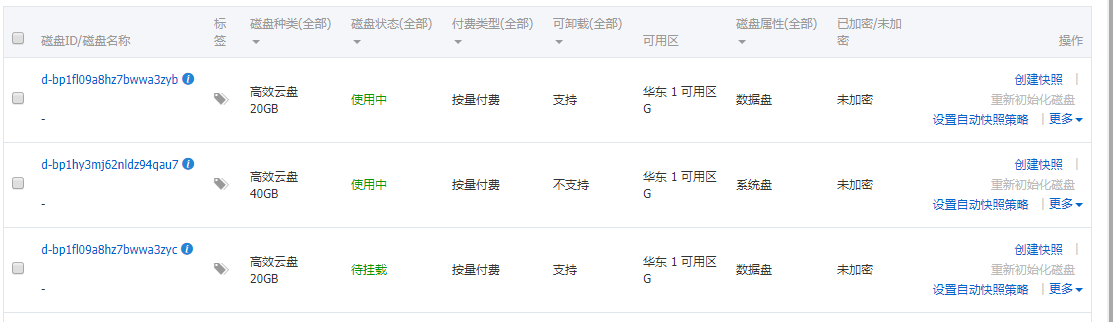 磁盘ID/磁盘名称 标签 磁盘种类(全部) 磁盘状态(全部) 付费类型(全部) 可卸载(全部) 可用区 磁盘属性(全部) 已加密/未加密 操作
d-bp1fl09a8hz7bwwa3zyb 高效云盘 使用中 按量付费 支持 华东 1 可用区 数据盘 未加密 创建快照 |
20GB G 重新初始化磁盘
- 设置自动快照策略 | 更多
d-bp1hy3mj62nldz94qau7 高效云盘 使用中 按量付费 不支持 华东 1 可用区 系统盘 未加密 创建快照 |
40GB G 重新初始化磁盘
- 设置自动快照策略 | 更多
d-bp1fl09a8hz7bwwa3zyc 高效云盘 待挂载 按量付费 支持 华东 1 可用区 数据盘 未加密 创建快照 |
20GB G 重新初始化磁盘
- 设置自动快照策略 | 更多